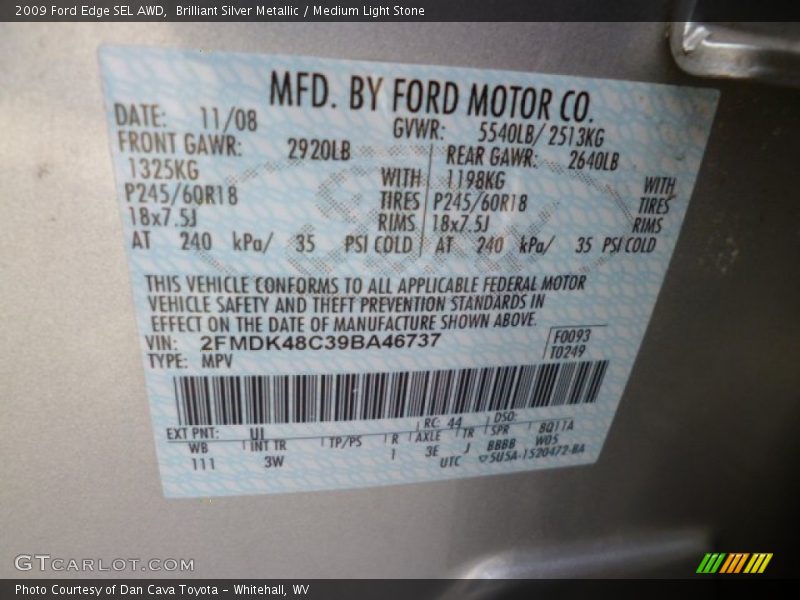 2009 Ford Edge SEL AWD,  Brilliant Silver Metallic / Medium Light Stone
MFD. BY FORD MOTOR CO.
DATE: 11/08 GVWR: 5540LB/ 2513KG
FRONT GAWR: 2920LB REAR GAWR: 2640LB
1325KG WITH 1198KG WITH
P245/60R18 TIRES P245/60R18 TIRES
18x7.5J RIMS 18x7.5J RIMS
AT 240 kPa/ 35 PSI COLD AT 240 kPa/ 35 PSI COLD
THIS VEHICLE CONFORMS TO ALL APPLICABLE FEDERAL MOTOR
VEHICLE SAFETY AND THEFT PREVENTION STANDARDS IN
EFFECT ON THE DATE OF MANUFACTURE SHOWN ABOVE.
VIN: 2FMDK48C39BA46737 F0093
TYPE: MPV T0249
EXT PNT: UI RC: 44 DSO:
WB INT TR TP/PS R AXLE TR SPR 8Q11A
111 3W 1 3E J BBBB W05
UTC 5U5A-1520472-BA
GTCARLOT.COM
Photo Courtesy of Dan Cava Toyota - Whitehall, WV